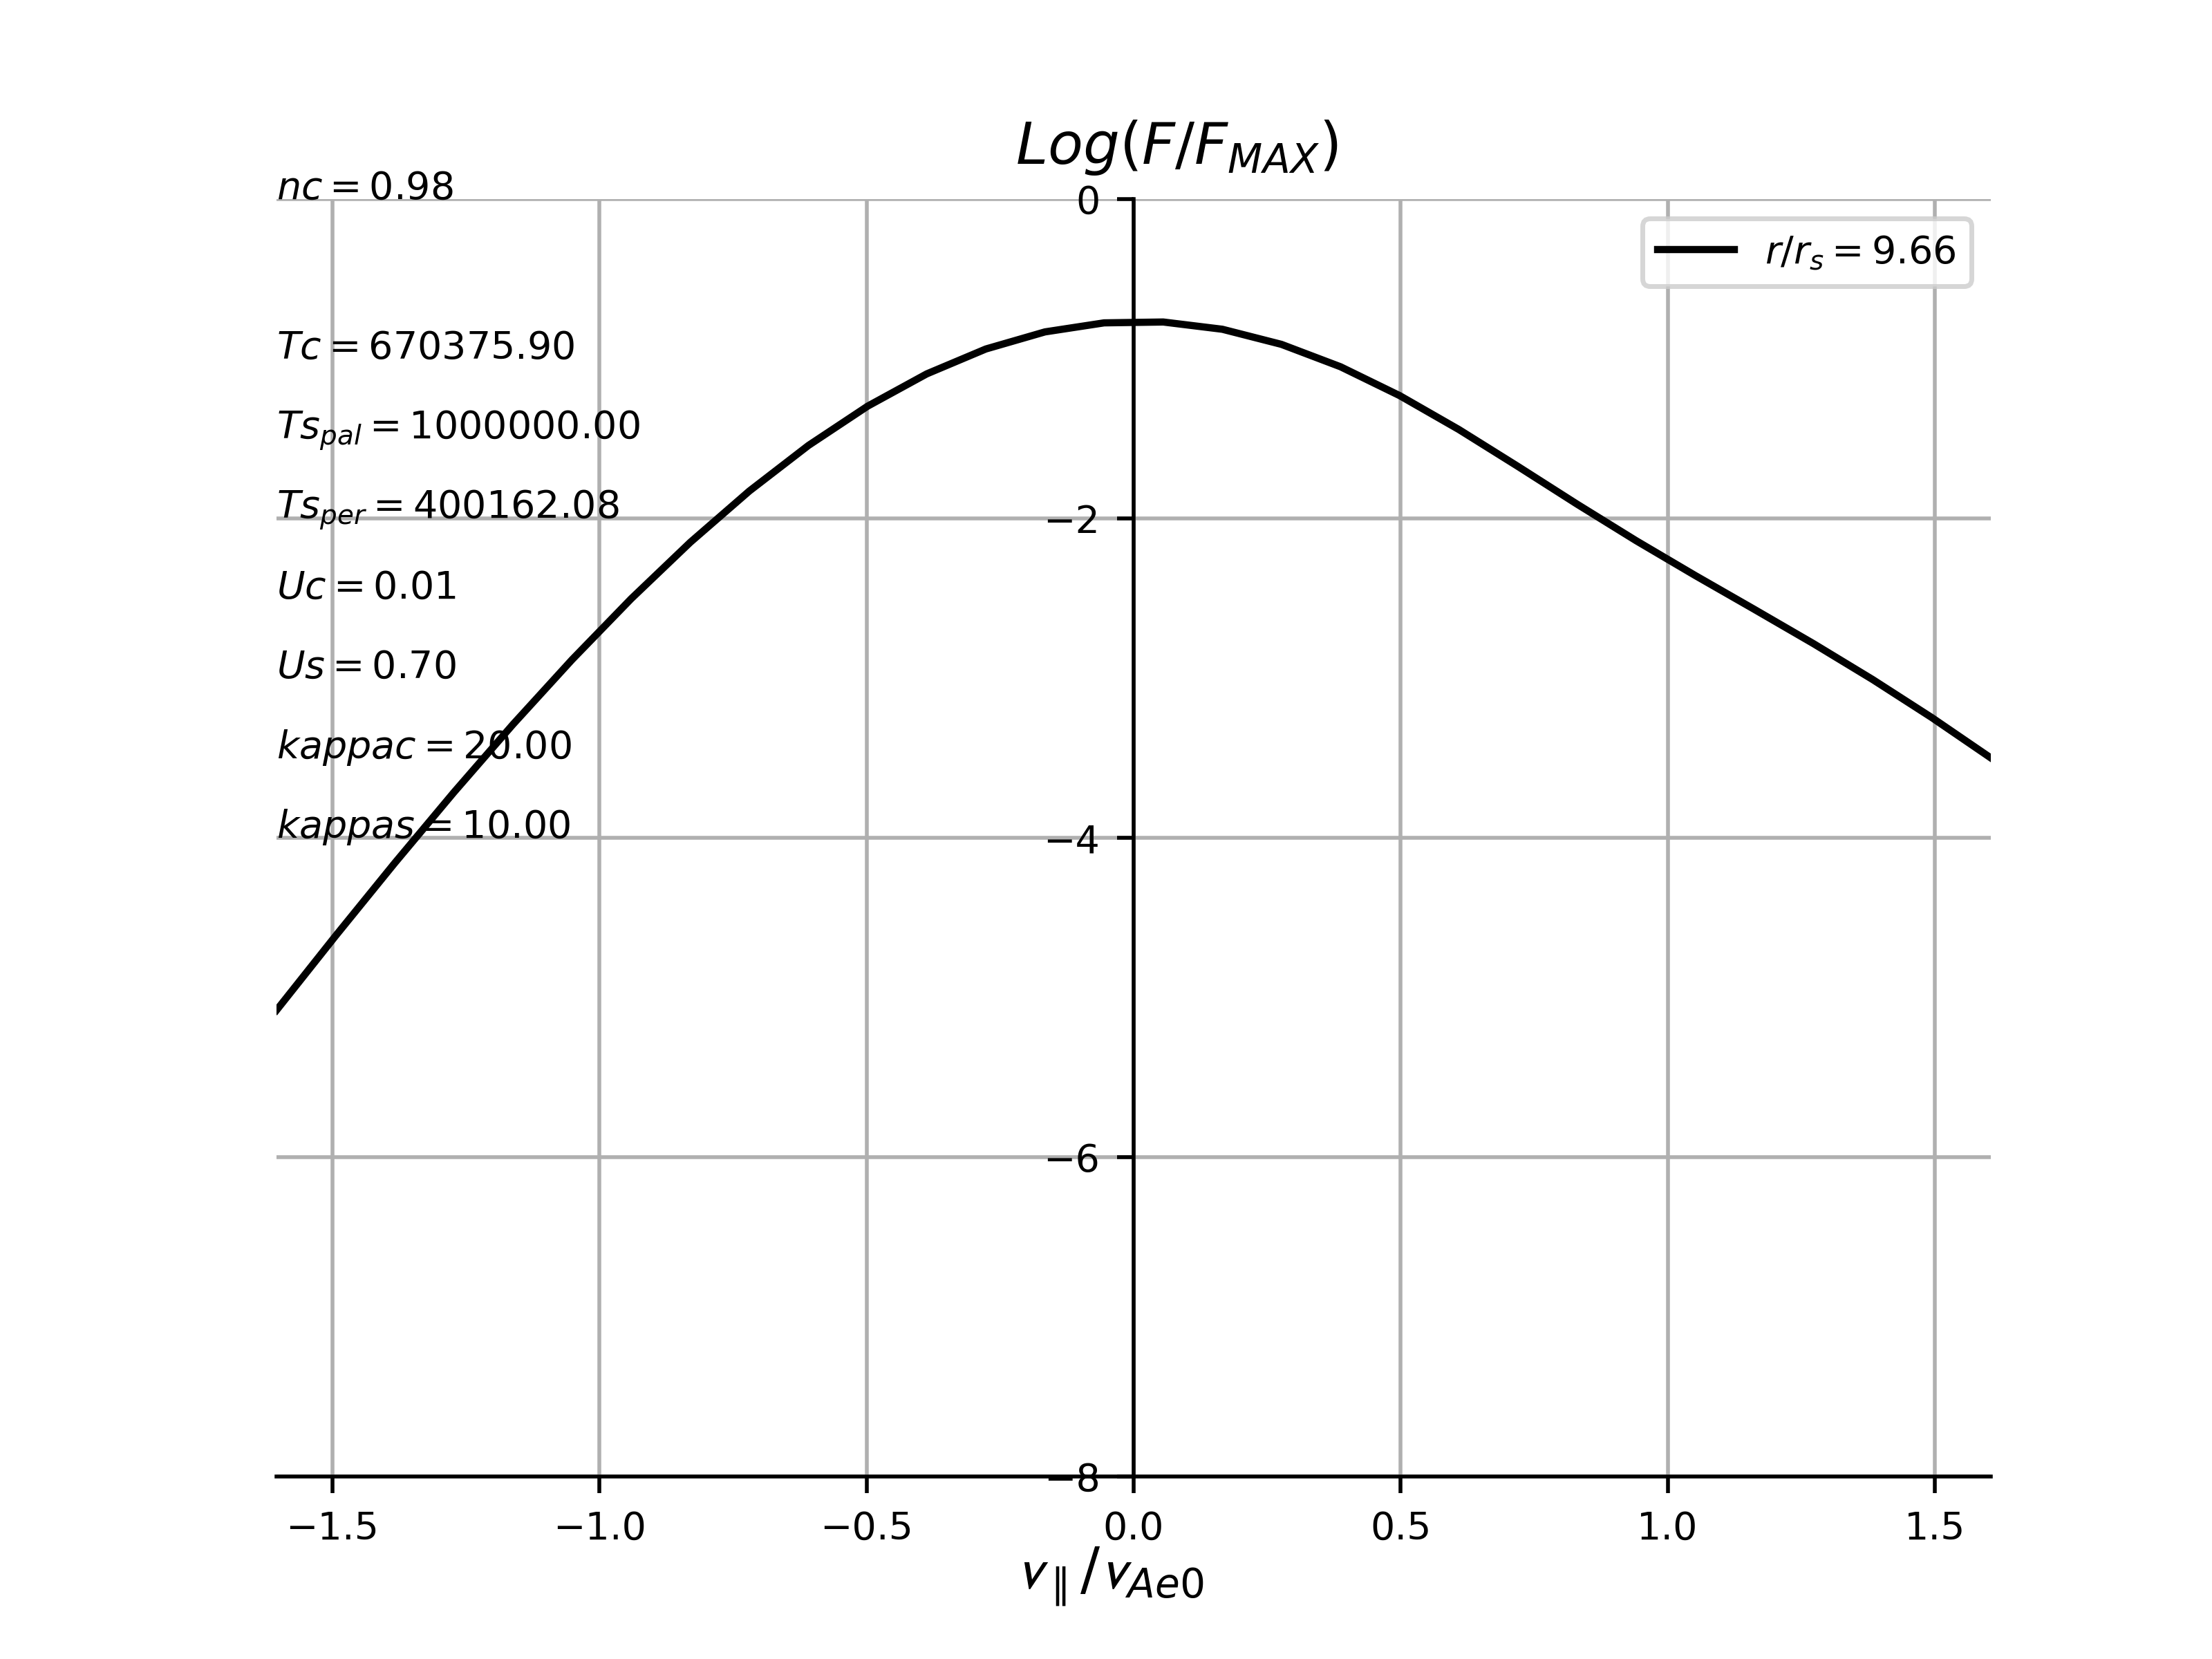 Log(F/F_MAX)
nc = 0.98
0
r/r_s = 9.66
Tc = 670375.90
Ts_pal = 1000000.00
Ts_per = 400162.08
−2
Uc = 0.01
Us = 0.70
kappac = 20.00
kappas = 10.00
−4
−6
−8
−1.5 −1.0 −0.5 0.0 0.5 1.0 1.5
v_∥/v_Ae0